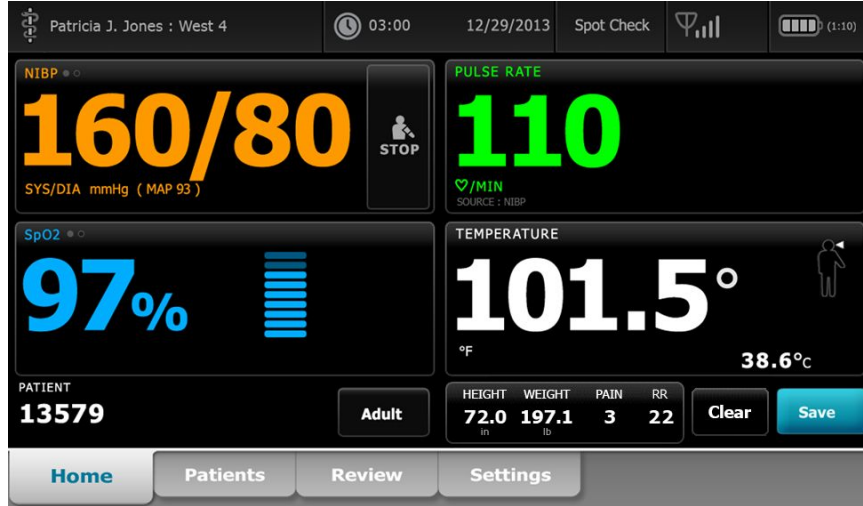 Patricia J. Jones : West 4 03:00 12/29/2013 Spot Check (1:10)
NIBP
160/80
STOP
SYS/DIA mmHg ( MAP 93 )
PULSE RATE
110
/MIN
SOURCE : NIBP
SpO2
97%
TEMPERATURE
101.5°
°F
38.6°C
PATIENT
13579
Adult
HEIGHT WEIGHT PAIN RR
72.0 197.1 3 22
in lb
Clear
Save
Home Patients Review Settings